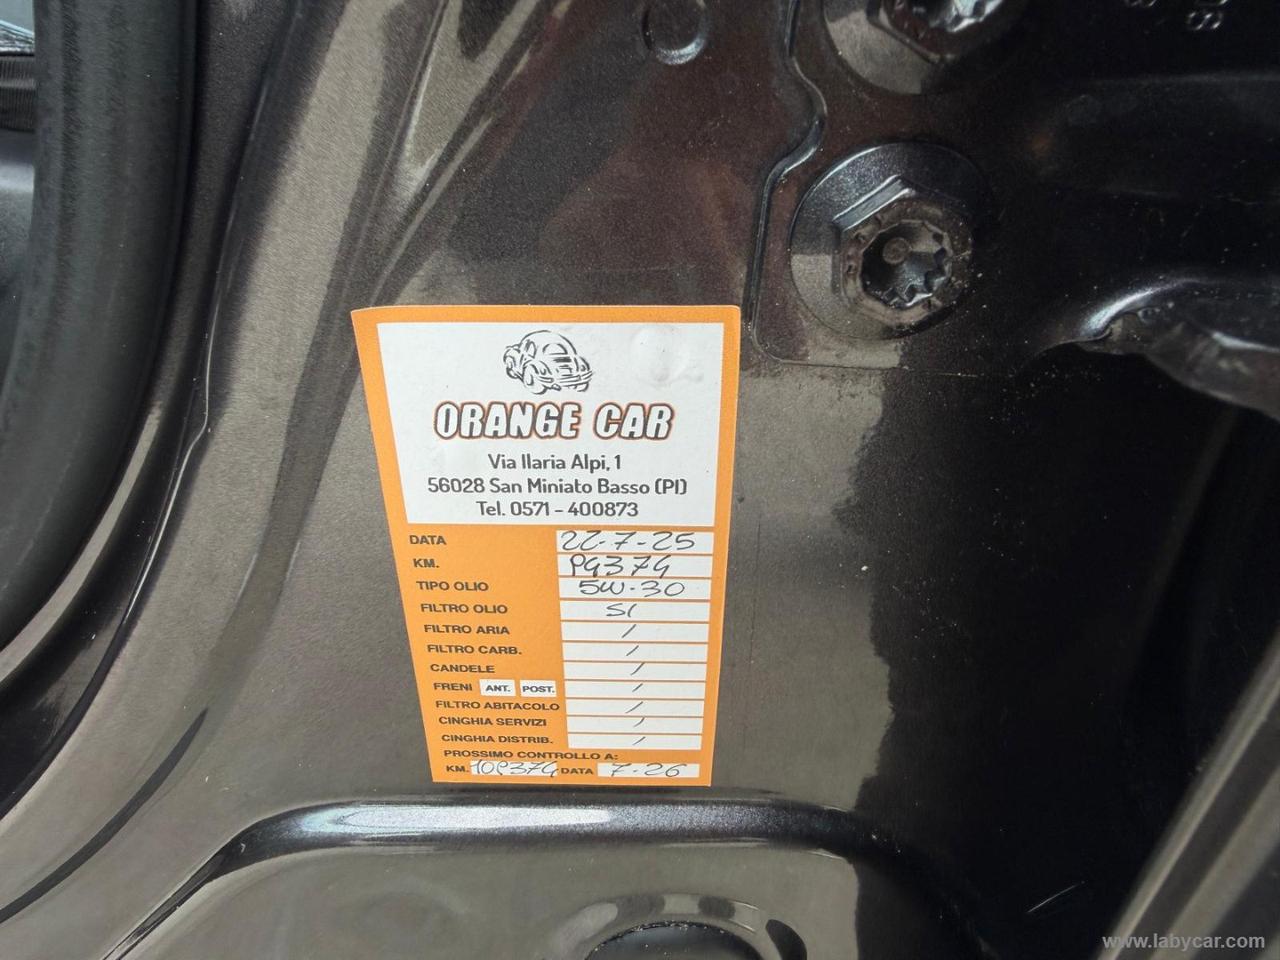 ORANGE CAR
Via Ilaria Alpi, 1
56028 San Miniato Basso (PI)
Tel. 0571 - 400873
DATA 22-7-25
KM. 94374
TIPO OLIO 5W-30
FILTRO OLIO SI
FILTRO ARIA /
FILTRO CARB. /
CANDELE /
FRENI ANT. POST. /
FILTRO ABITACOLO /
CINGHIA SERVIZI /
CINGHIA DISTRIB. /
PROSSIMO CONTROLLO A:
KM. 109374 DATA 7-26
www.labycar.com